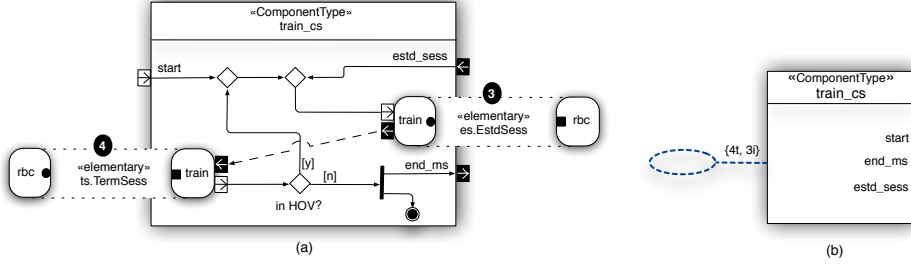 «ComponentType»
train_cs
start
estd_sess
3
train
«elementary»
es.EstdSess
rbc
4
rbc
«elementary»
ts.TermSess
train
[y]
[n]
end_ms
in HOV?
(a)
«ComponentType»
train_cs
{4t, 3i}
start
end_ms
estd_sess
(b)